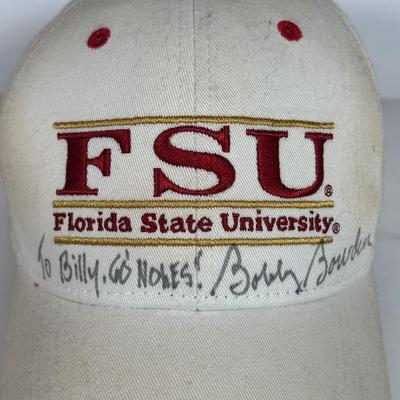 FSU®
Florida State University®
To Billy, GO' NOLES! Bobby Bowden